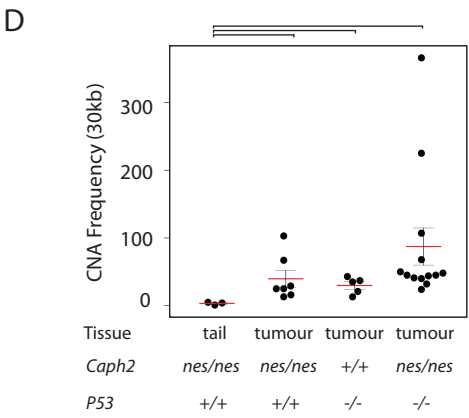 D
CNA Frequency (30kb)
300
200
100
0
Tissue tail tumour tumour tumour
Caph2 nes/nes nes/nes +/+ nes/nes
P53 +/+ +/+ -/- -/-